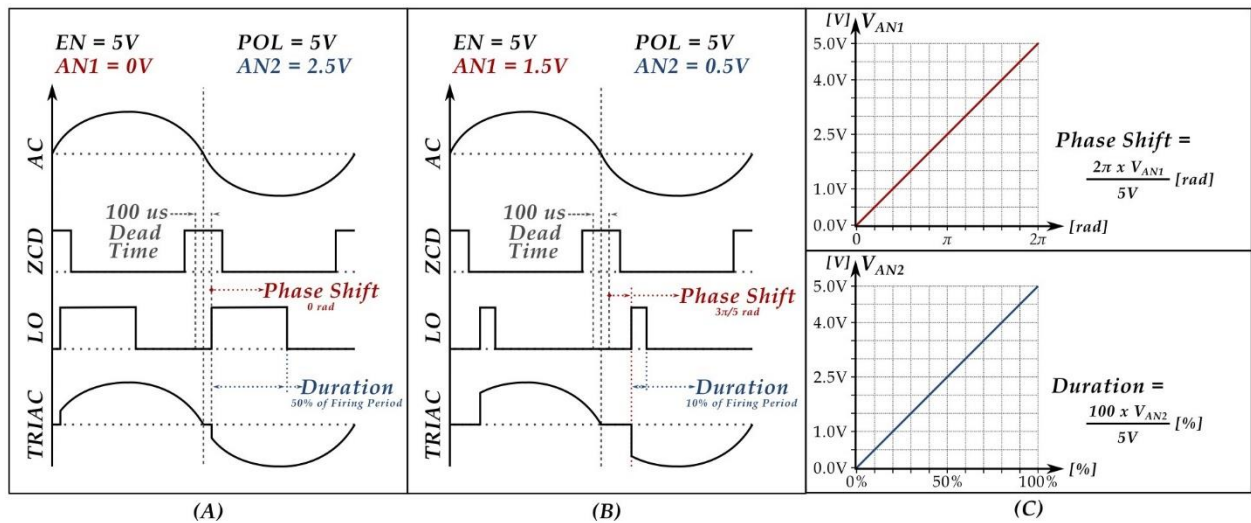 EN = 5V POL = 5V
AN1 = 0V AN2 = 2.5V
AC
100 us
Dead
Time
ZCD
Phase Shift
0 rad
LO
Duration
50% of Firing Period
TRIAC
(A)
EN = 5V POL = 5V
AN1 = 1.5V AN2 = 0.5V
AC
100 us
Dead
Time
ZCD
Phase Shift
3π/5 rad
LO
Duration
10% of Firing Period
TRIAC
(B)
[V] V_AN1
5.0V
4.0V
2.5V
1.0V
0.0V
0 π 2π [rad]
Phase Shift =
2π x V_AN1
5V [rad]
[V] V_AN2
5.0V
4.0V
2.5V
1.0V
0.0V
0% 50% 100% [%]
Duration =
100 x V_AN2
5V [%]
(C)